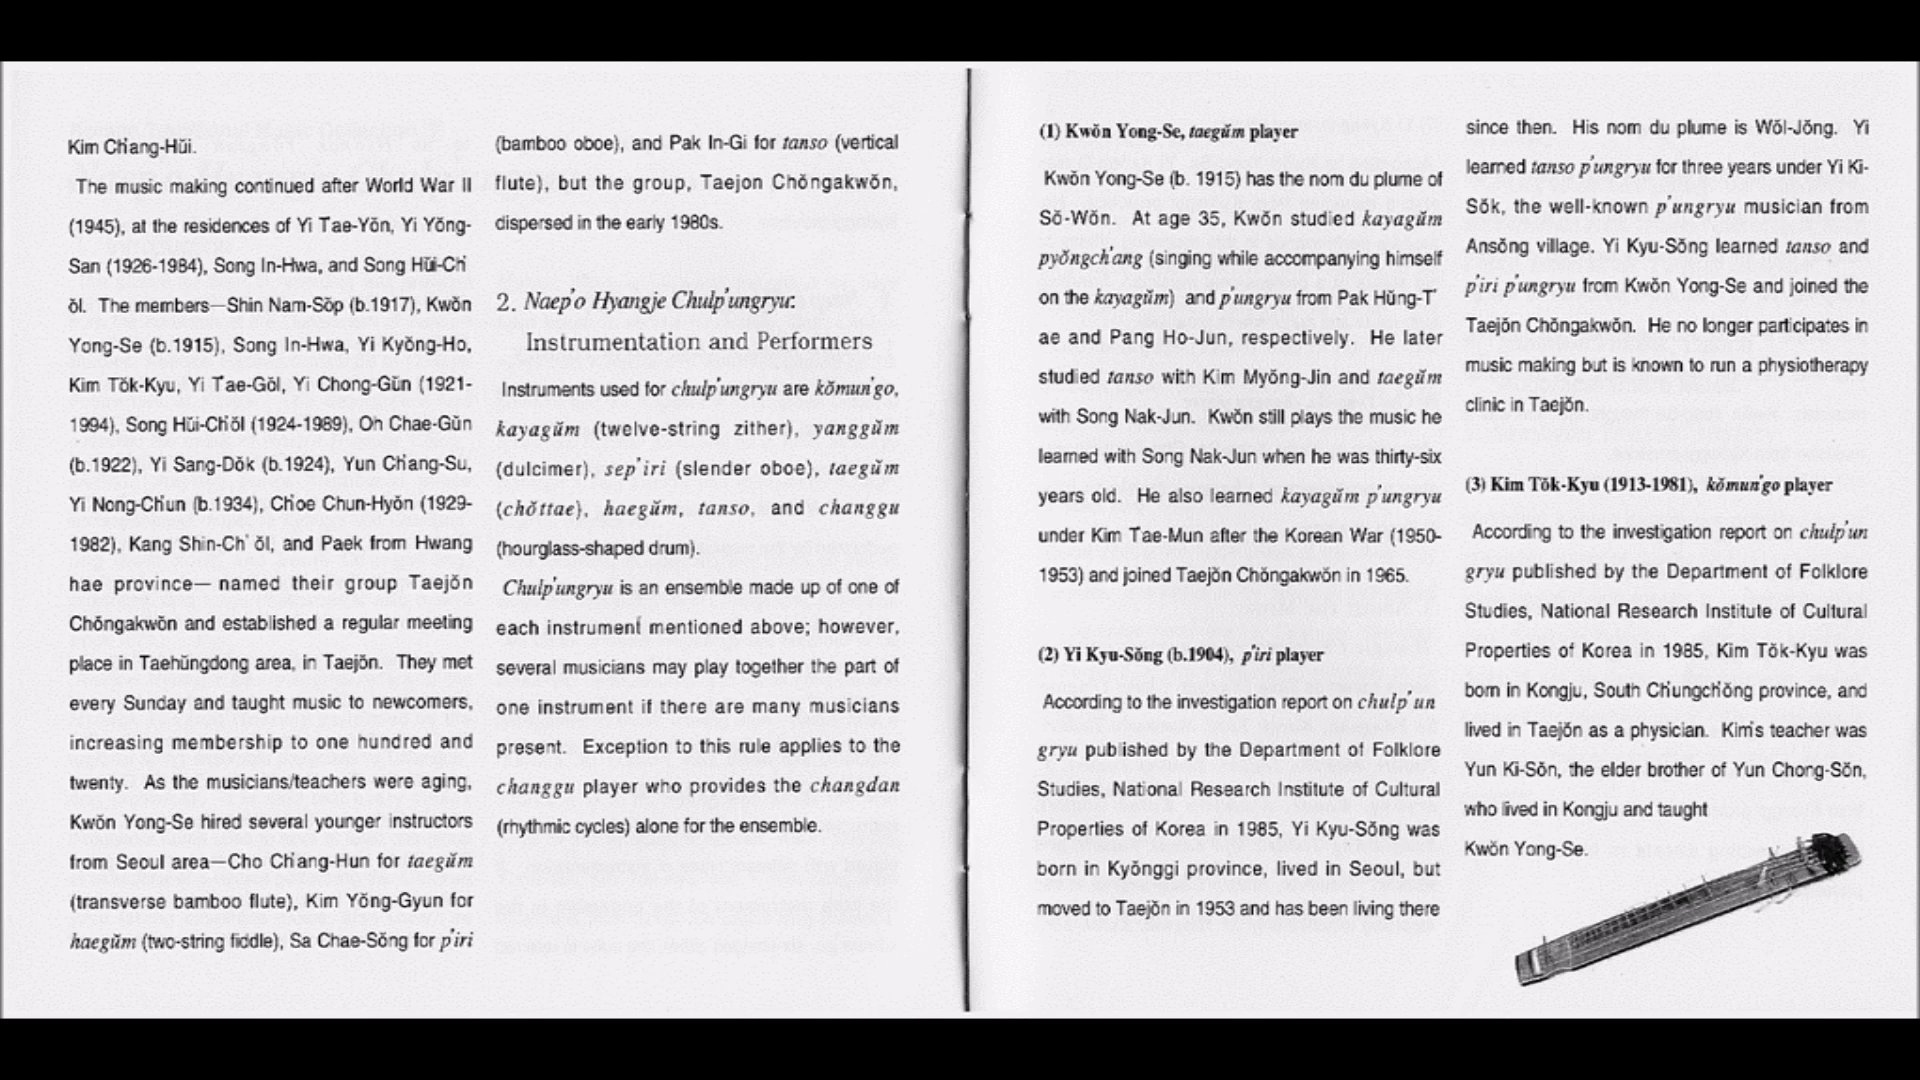 Kim Ch'ang-Hŭi.
The music making continued after World War II
(1945), at the residences of Yi Tae-Yŏn, Yi Yŏng-
San (1926-1984), Song In-Hwa, and Song Hŭi-Ch'
ŏl. The members—Shin Nam-Sŏp (b.1917), Kwŏn
Yong-Se (b.1915), Song In-Hwa, Yi Kyŏng-Ho,
Kim Tŏk-Kyu, Yi T'ae-Gŏl, Yi Chong-Gŭn (1921-
1994), Song Hŭi-Ch'ŏl (1924-1989), Oh Chae-Gŭn
(b.1922), Yi Sang-Dŏk (b.1924), Yun Ch'ang-Su,
Yi Nong-Ch'un (b.1934), Ch'oe Chun-Hyŏn (1929-
1982), Kang Shin-Ch' ŏl, and Paek from Hwang
hae province— named their group Taejŏn
Chŏngakwŏn and established a regular meeting
place in Taehŭngdong area, in Taejŏn. They met
every Sunday and taught music to newcomers,
increasing membership to one hundred and
twenty. As the musicians/teachers were aging,
Kwŏn Yong-Se hired several younger instructors
from Seoul area—Cho Ch'ang-Hun for taegŭm
(transverse bamboo flute), Kim Yŏng-Gyun for
haegŭm (two-string fiddle), Sa Chae-Sŏng for p'iri
(bamboo oboe), and Pak In-Gi for tanso (vertical
flute), but the group, Taejon Chŏngakwŏn,
dispersed in the early 1980s.
2. Naep'o Hyangje Chulp'ungryu:
Instrumentation and Performers
Instruments used for chulp'ungryu are kŏmun'go,
kayagŭm (twelve-string zither), yanggŭm
(dulcimer), sep'iri (slender oboe), taegŭm
(chŏttae), haegŭm, tanso, and changgu
(hourglass-shaped drum).
Chulp'ungryu is an ensemble made up of one of
each instrument mentioned above; however,
several musicians may play together the part of
one instrument if there are many musicians
present. Exception to this rule applies to the
changgu player who provides the changdan
(rhythmic cycles) alone for the ensemble.
(1) Kwŏn Yong-Se, taegŭm player
Kwŏn Yong-Se (b. 1915) has the nom du plume of
Sŏ-Wŏn. At age 35, Kwŏn studied kayagŭm
pyŏngch'ang (singing while accompanying himself
on the kayagŭm) and p'ungryu from Pak Hŭng-T'
ae and Pang Ho-Jun, respectively. He later
studied tanso with Kim Myŏng-Jin and taegŭm
with Song Nak-Jun. Kwŏn still plays the music he
learned with Song Nak-Jun when he was thirty-six
years old. He also learned kayagŭm p'ungryu
under Kim T'ae-Mun after the Korean War (1950-
1953) and joined Taejŏn Chŏngakwŏn in 1965.
(2) Yi Kyu-Sŏng (b.1904), p'iri player
According to the investigation report on chulp'un
gryu published by the Department of Folklore
Studies, National Research Institute of Cultural
Properties of Korea in 1985, Yi Kyu-Sŏng was
born in Kyŏnggi province, lived in Seoul, but
moved to Taejŏn in 1953 and has been living there
since then. His nom du plume is Wŏl-Jŏng. Yi
learned tanso p'ungryu for three years under Yi Ki-
Sŏk, the well-known p'ungryu musician from
Ansŏng village. Yi Kyu-Sŏng learned tanso and
p'iri p'ungryu from Kwŏn Yong-Se and joined the
Taejŏn Chŏngakwŏn. He no longer participates in
music making but is known to run a physiotherapy
clinic in Taejŏn.
(3) Kim Tŏk-Kyu (1913-1981), kŏmun'go player
According to the investigation report on chulp'un
gryu published by the Department of Folklore
Studies, National Research Institute of Cultural
Properties of Korea in 1985, Kim Tŏk-Kyu was
born in Kongju, South Ch'ungch'ŏng province, and
lived in Taejŏn as a physician. Kim's teacher was
Yun Ki-Sŏn, the elder brother of Yun Chong-Sŏn,
who lived in Kongju and taught
Kwŏn Yong-Se.